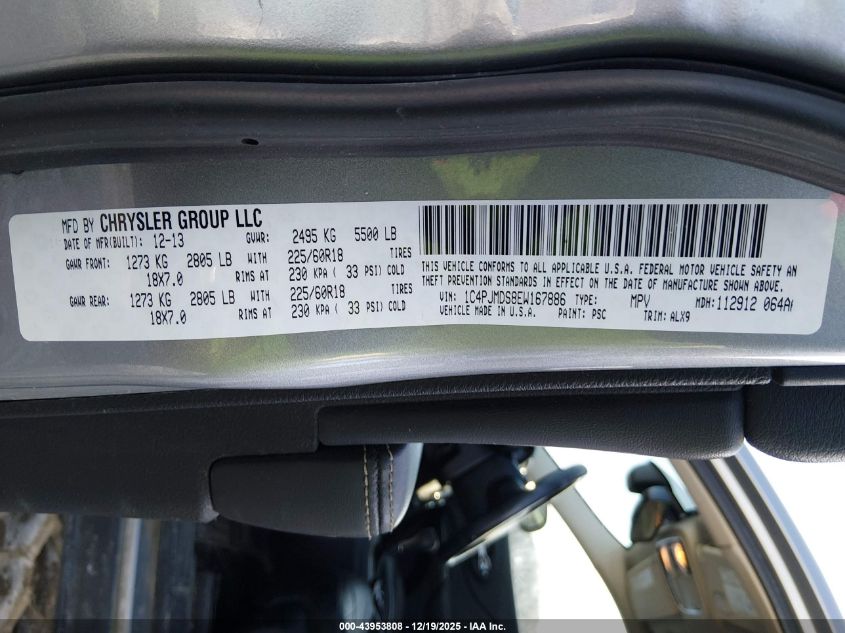 MFD BY CHRYSLER GROUP LLC
DATE OF MFR(BUILT): 12-13 GVWR: 2495 KG 5500 LB
GAWR FRONT: 1273 KG 2805 LB WITH 225/60R18 TIRES
18X7.0 RIMS AT 230 KPA ( 33 PSI) COLD
GAWR REAR: 1273 KG 2805 LB WITH 225/60R18 TIRES
18X7.0 RIMS AT 230 KPA ( 33 PSI) COLD
THIS VEHICLE CONFORMS TO ALL APPLICABLE U.S.A. FEDERAL MOTOR VEHICLE SAFETY AN
THEFT PREVENTION STANDARDS IN EFFECT ON THE DATE OF MANUFACTURE SHOWN ABOVE.
VIN: 1C4PJMDS8EW167886 TYPE: MPV MDH: 112912 064A
VEHICLE MADE IN U.S.A. PAINT: PSC TRIM: ALX9
000-43953808 - 12/19/2025 - IAA Inc.